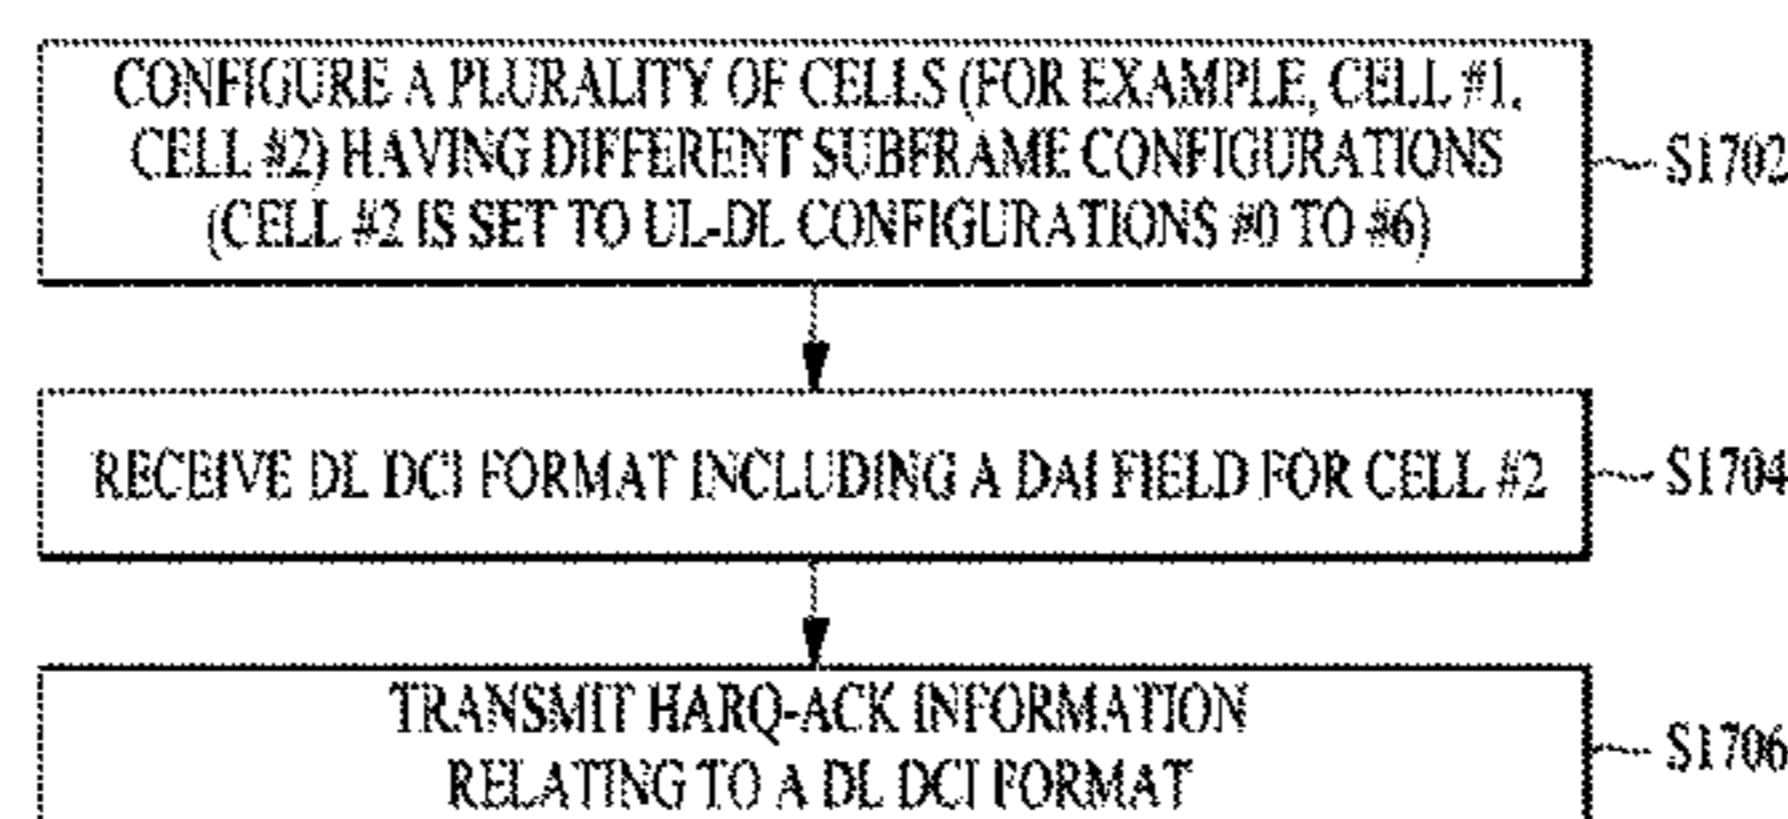 CONFIGURE A PLURALITY OF CELLS (FOR EXAMPLE, CELL #1,
CELL #2) HAVING DIFFERENT SUBFRAME CONFIGURATIONS
(CELL #2 IS SET TO UL-DL CONFIGURATIONS #0 TO #6)
S1702
RECEIVE DL DCI FORMAT INCLUDING A DAI FIELD FOR CELL #2
S1704
TRANSMIT HARQ-ACK INFORMATION
RELATING TO A DL DCI FORMAT
S1706